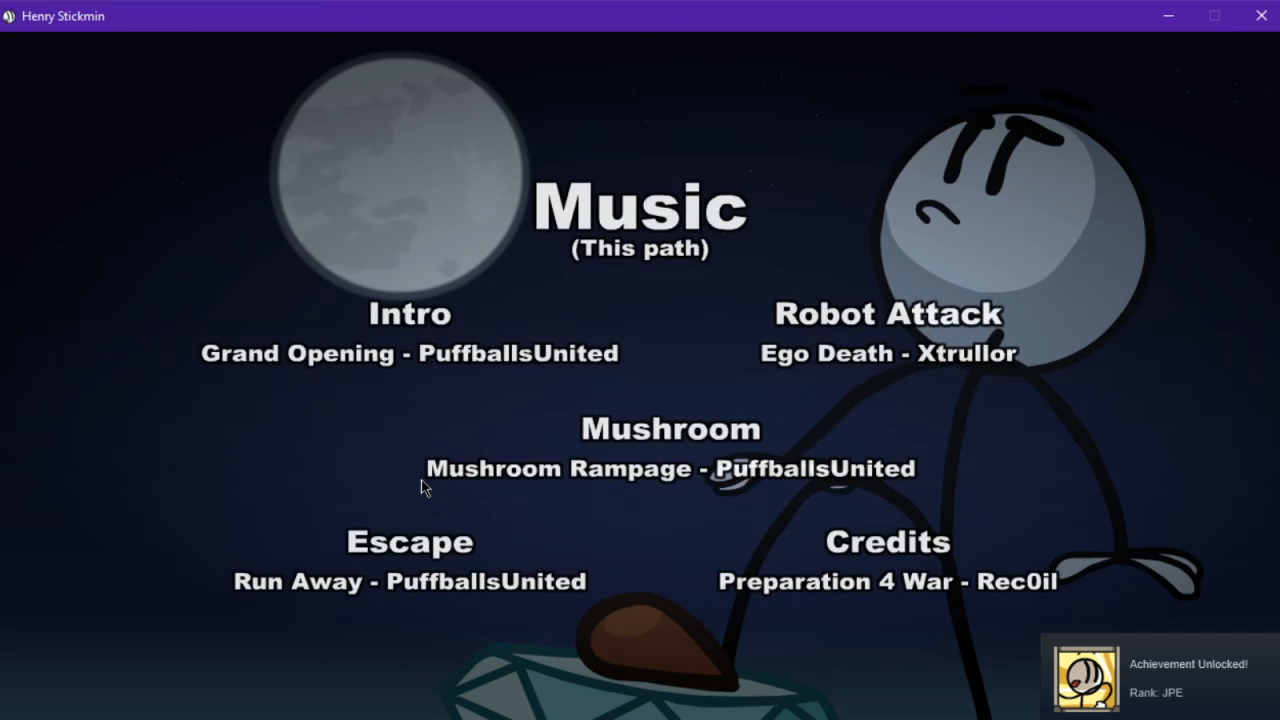 Henry Stickmin
Music
(This path)
Intro
Grand Opening - PuffballsUnited
Robot Attack
Ego Death - Xtrullor
Mushroom
Mushroom Rampage - PuffballsUnited
Escape
Run Away - PuffballsUnited
Credits
Preparation 4 War - Rec0il
Achievement Unlocked!
Rank: JPE